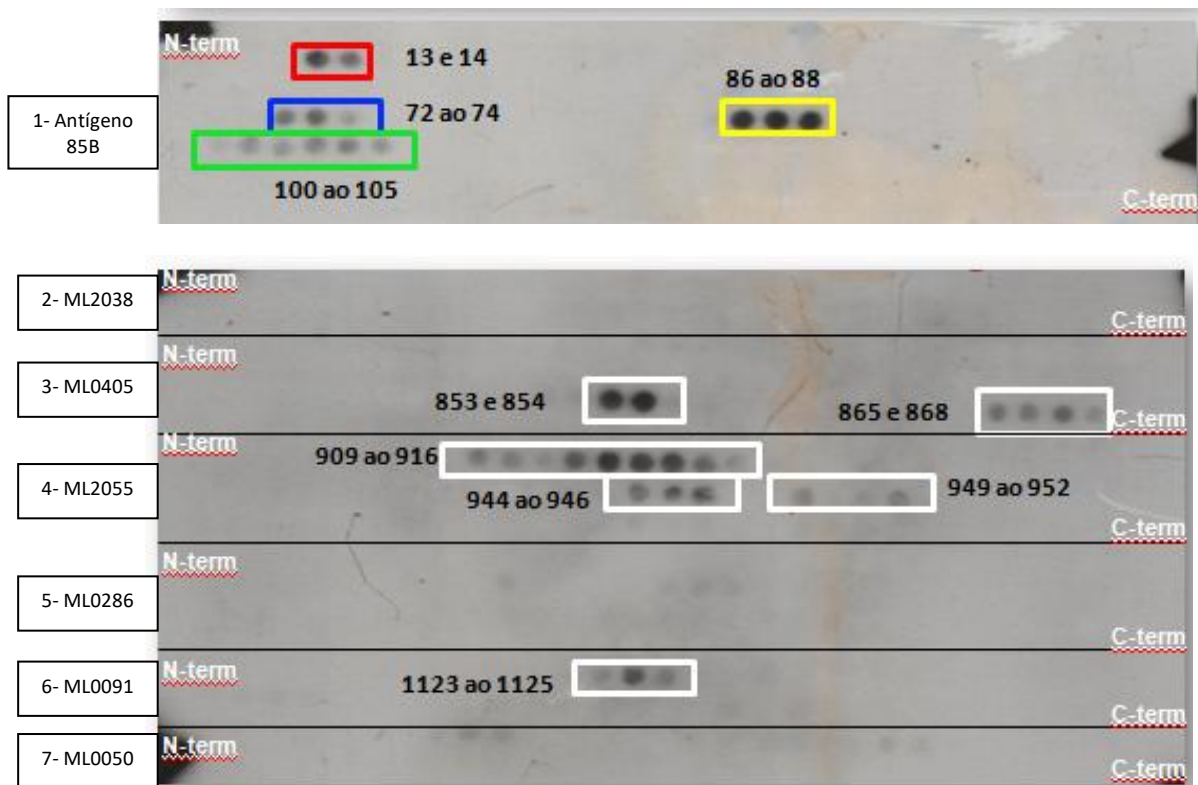 N-term
13 e 14
86 ao 88
1- Antígeno
85B
72 ao 74
100 ao 105
C-term
N-term
2- ML2038
C-term
N-term
3- ML0405
853 e 854
865 e 868
C-term
N-term
909 ao 916
4- ML2055
944 ao 946
949 ao 952
C-term
N-term
5- ML0286
C-term
N-term
6- ML0091
1123 ao 1125
C-term
N-term
7- ML0050
C-term